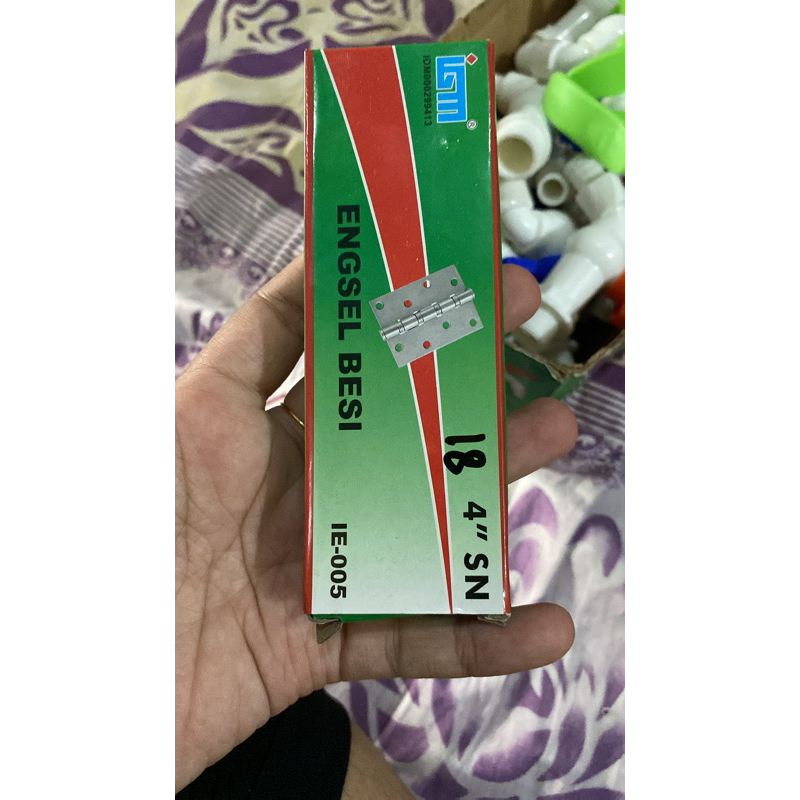 IGM
®
IDM000299413
ENGSEL BESI
18
4" SN
IE-005